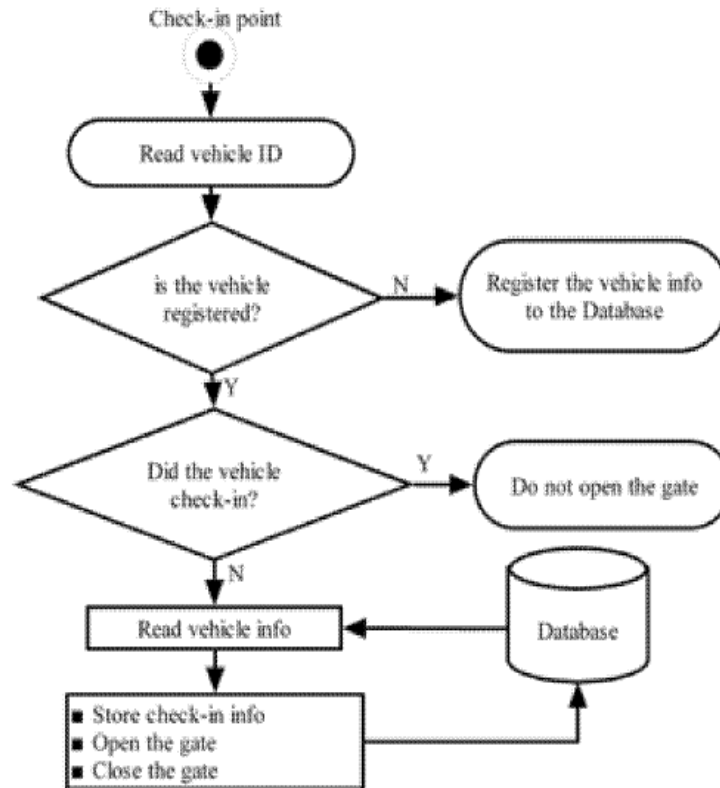 Check-in point
Read vehicle ID
is the vehicle
registered?
N
Register the vehicle info
to the Database
Y
Did the vehicle
check-in?
Y
Do not open the gate
N
Read vehicle info
Database
■ Store check-in info
■ Open the gate
■ Close the gate